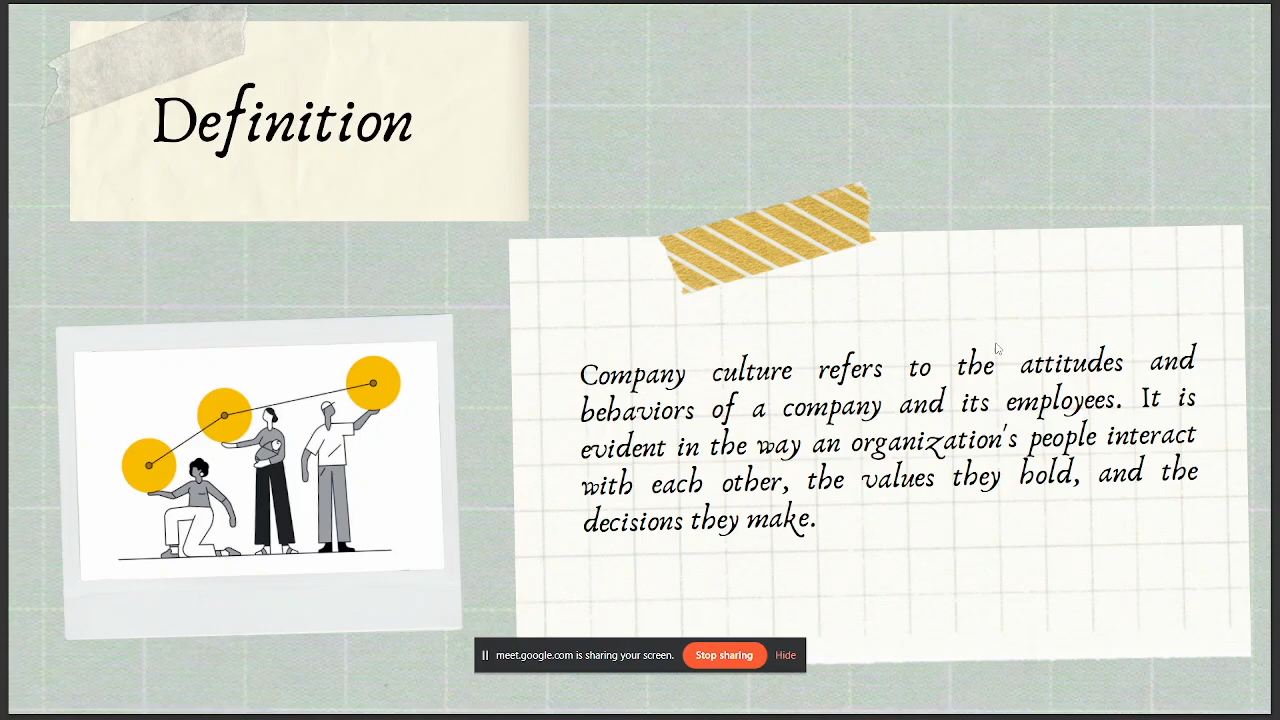 Definition
Company culture refers to the attitudes and
behaviors of a company and its employees. It is
evident in the way an organization's people interact
with each other, the values they hold, and the
decisions they make.
meet.google.com is sharing your screen. Stop sharing Hide